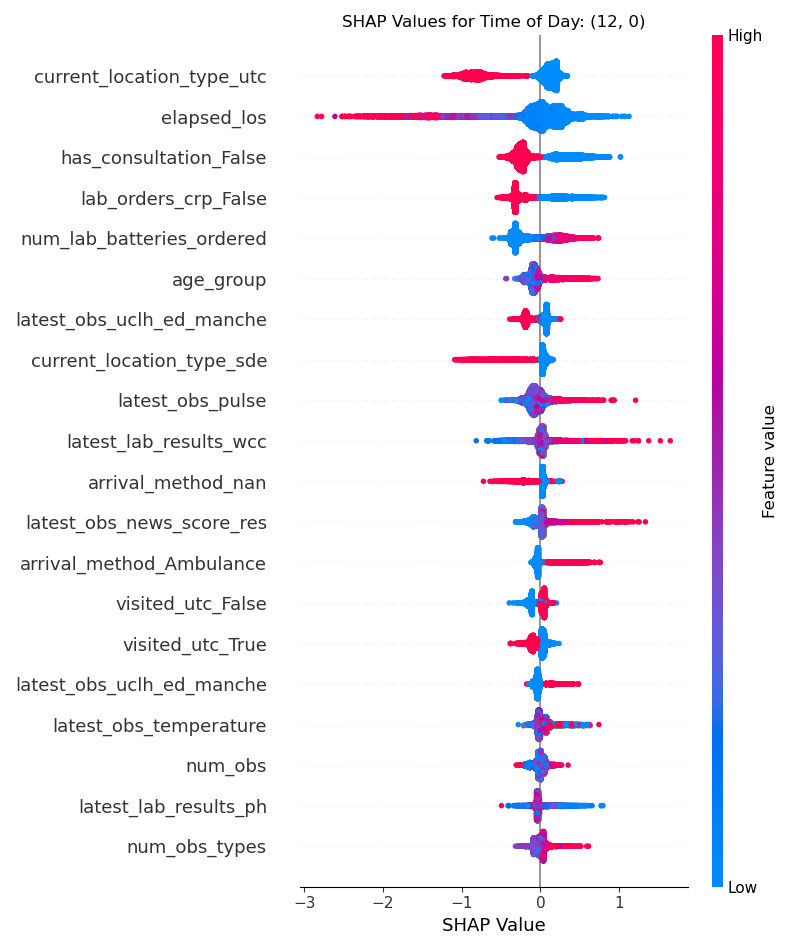 SHAP Values for Time of Day: (12, 0)
High
current_location_type_utc
elapsed_los
has_consultation_False
lab_orders_crp_False
num_lab_batteries_ordered
age_group
latest_obs_uclh_ed_manche
current_location_type_sde
latest_obs_pulse
latest_lab_results_wcc
arrival_method_nan
latest_obs_news_score_res
arrival_method_Ambulance
visited_utc_False
visited_utc_True
latest_obs_uclh_ed_manche
latest_obs_temperature
num_obs
latest_lab_results_ph
num_obs_types
Feature value
Low
−3 −2 −1 0 1
SHAP Value